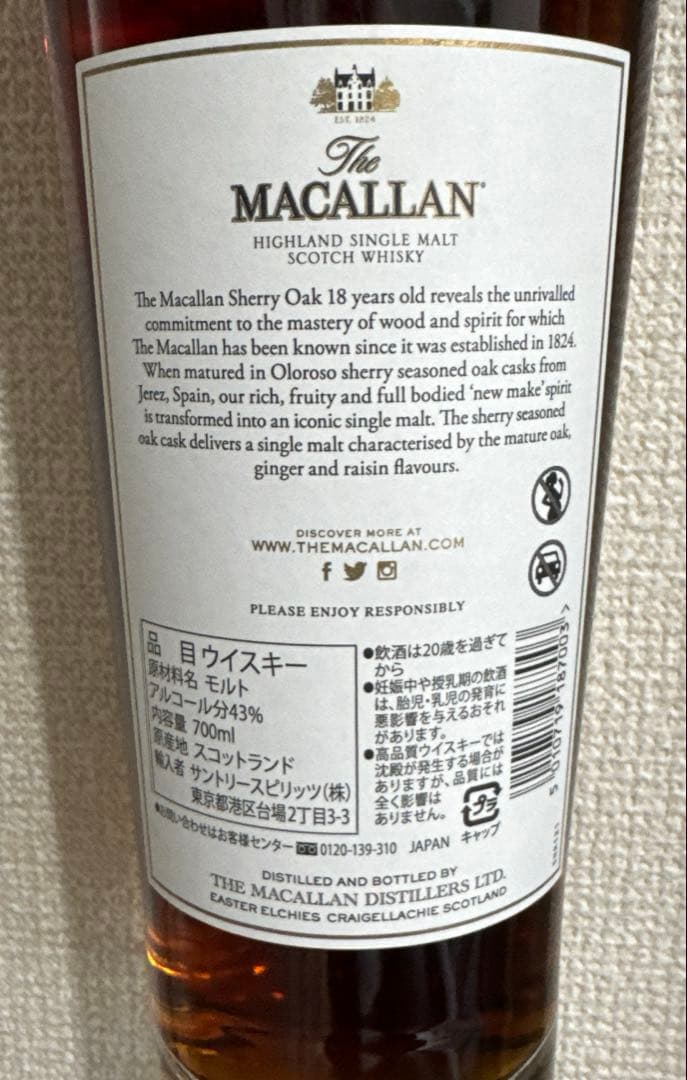 EST. 1824
The
MACALLAN
HIGHLAND SINGLE MALT
SCOTCH WHISKY
The Macallan Sherry Oak 18 years old reveals the unrivalled
commitment to the mastery of wood and spirit for which
The Macallan has been known since it was established in 1824.
When matured in Oloroso sherry seasoned oak casks from
Jerez, Spain, our rich, fruity and full bodied ‘new make’ spirit
is transformed into an iconic single malt. The sherry seasoned
oak cask delivers a single malt characterised by the mature oak,
ginger and raisin flavours.
DISCOVER MORE AT
WWW.THEMACALLAN.COM
PLEASE ENJOY RESPONSIBLY
品 目 ウイスキー
原材料名 モルト
アルコール分43%
内容量 700ml
原産地 スコットランド
輸入者 サントリースピリッツ(株)
東京都港区台場2丁目3-3
●飲酒は20歳を過ぎて
から
●妊娠中や授乳期の飲酒
は、胎児・乳児の発育に
悪影響を与えるおそれ
があります。
●高品質ウイスキーでは
沈殿が発生する場合が
ありますが、品質には
全く影響は
ありません。
プラ
キャップ
5 010719 187003 >
●お問い合わせはお客様センター 0120-139-310 JAPAN
DISTILLED AND BOTTLED BY
THE MACALLAN DISTILLERS LTD.
EASTER ELCHIES CRAIGELLACHIE SCOTLAND